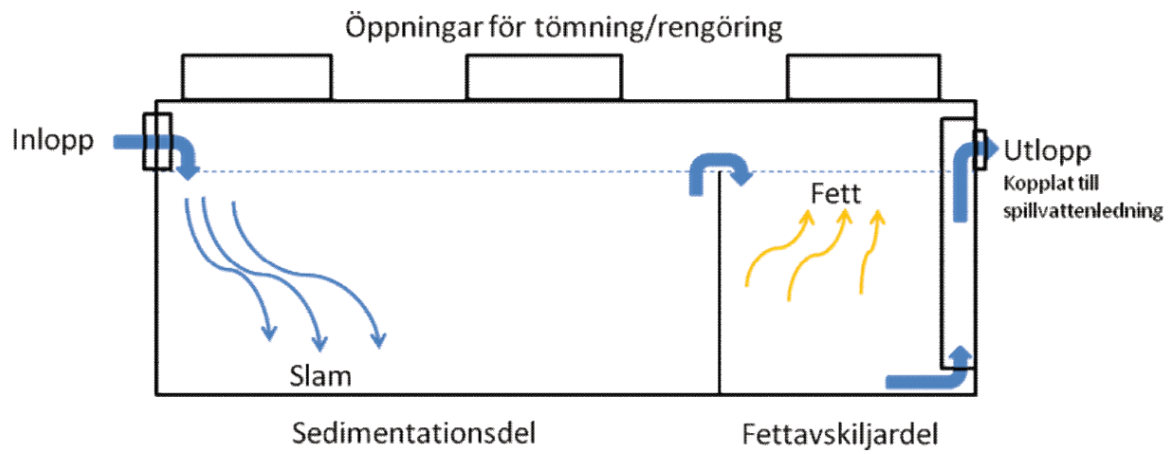 Öppningar för tömning/rengöring
Inlopp
Utlopp
Kopplat till
spillvattenledning
Fett
Slam
Sedimentationsdel
Fettavskiljardel